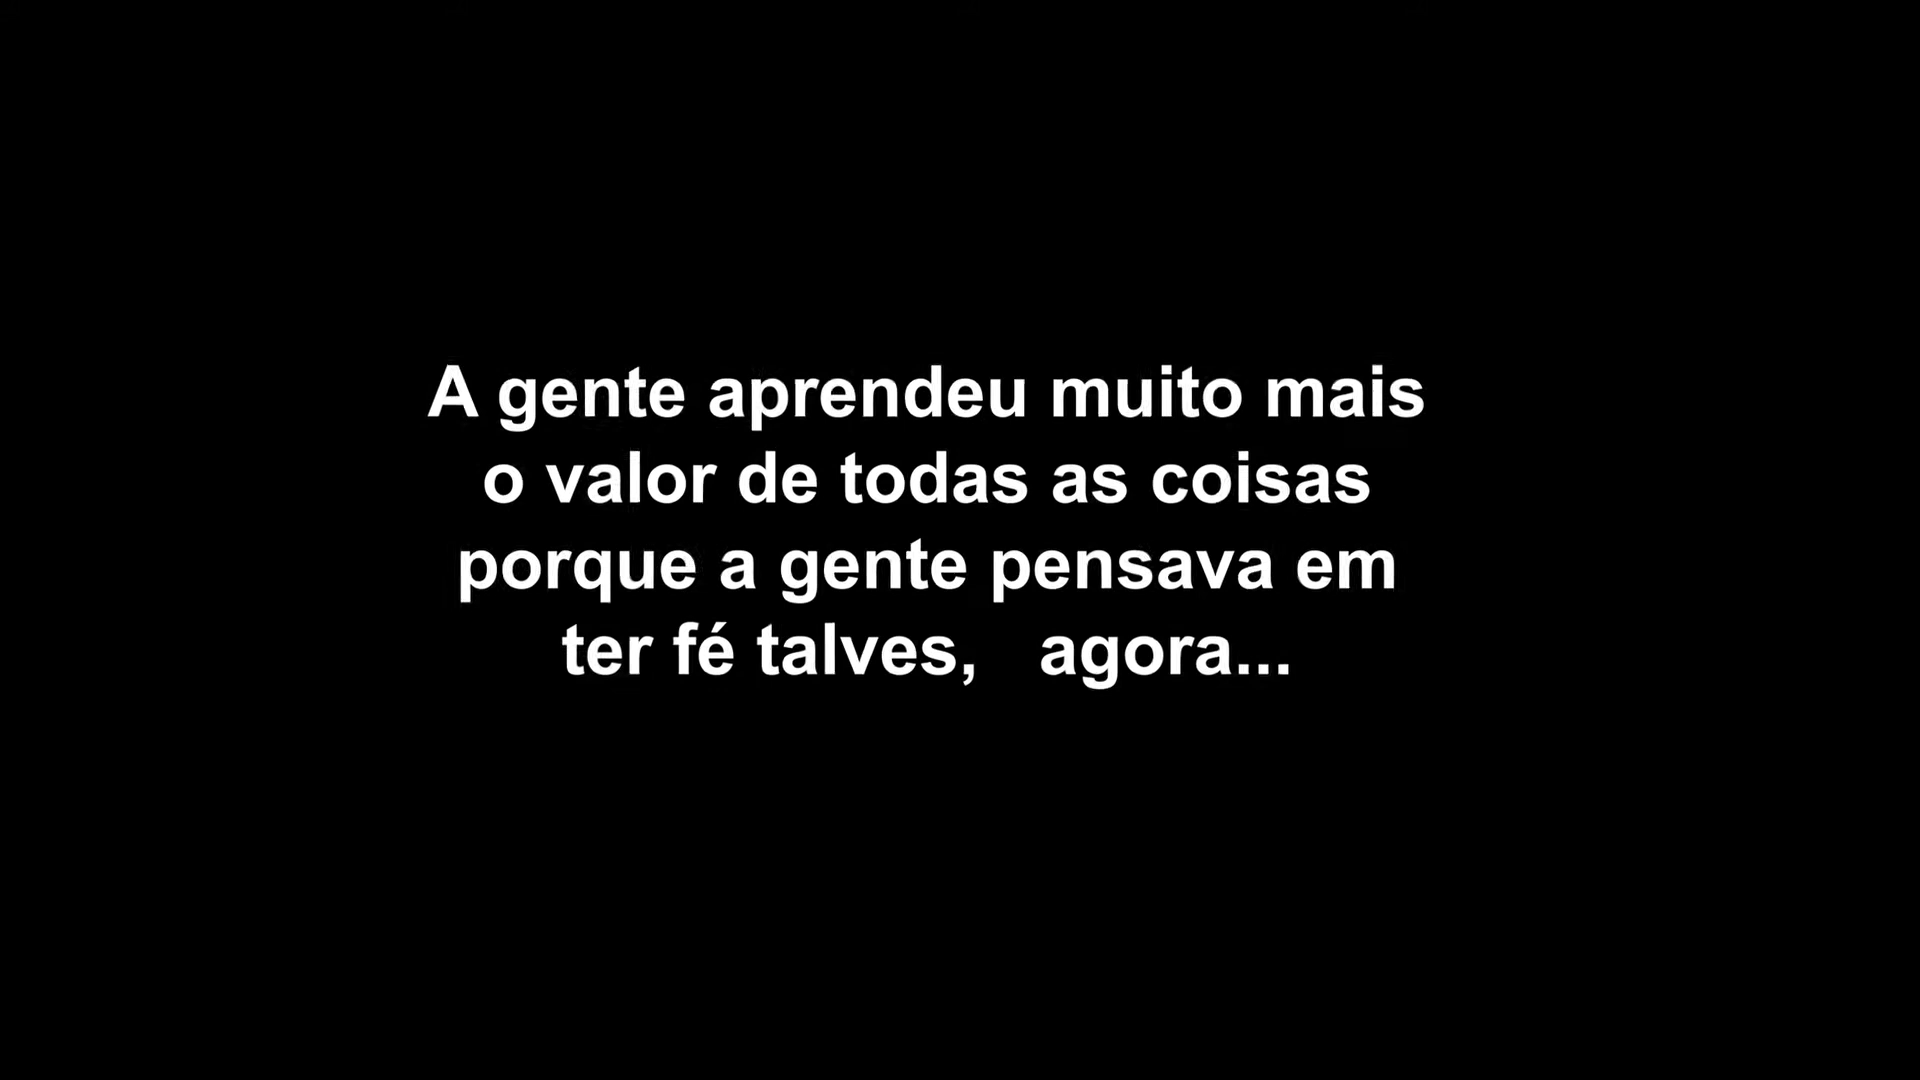 A gente aprendeu muito mais
o valor de todas as coisas
porque a gente pensava em
ter fé talves, agora...